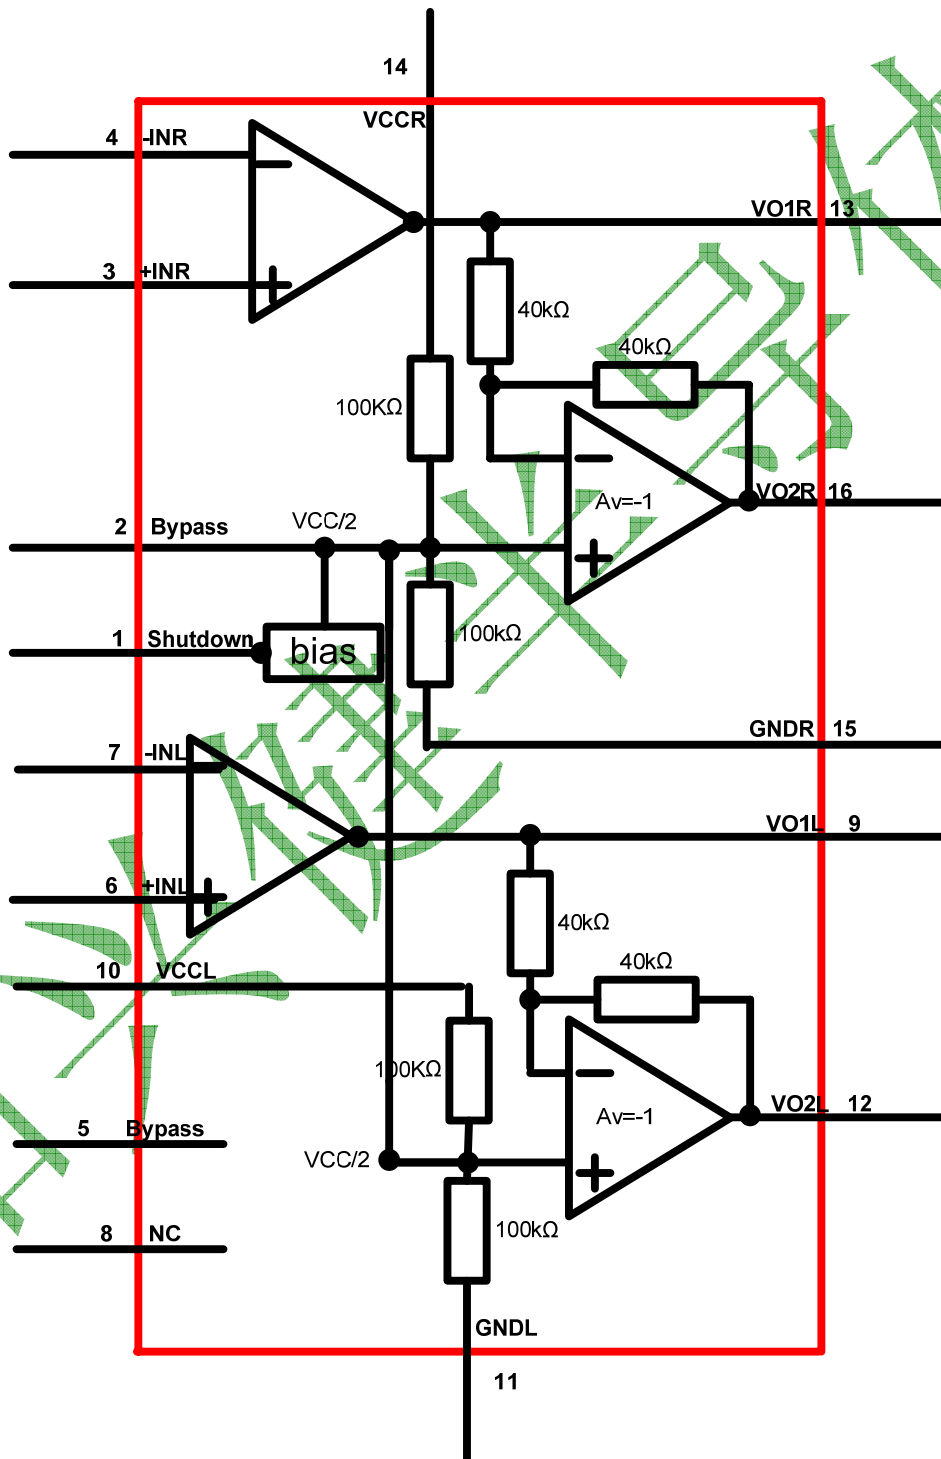 14
VCCR
4 -INR
VO1R 13
3 +INR
40kΩ
40kΩ
100KΩ
Av=-1
VO2R 16
VCC/2
2 Bypass
100kΩ
1 Shutdown
bias
GNDR 15
7 -INL
VO1L 9
6 +INL
40kΩ
40kΩ
10 VCCL
100KΩ
Av=-1
VO2L 12
5 Bypass
VCC/2
100kΩ
8 NC
GNDL
11